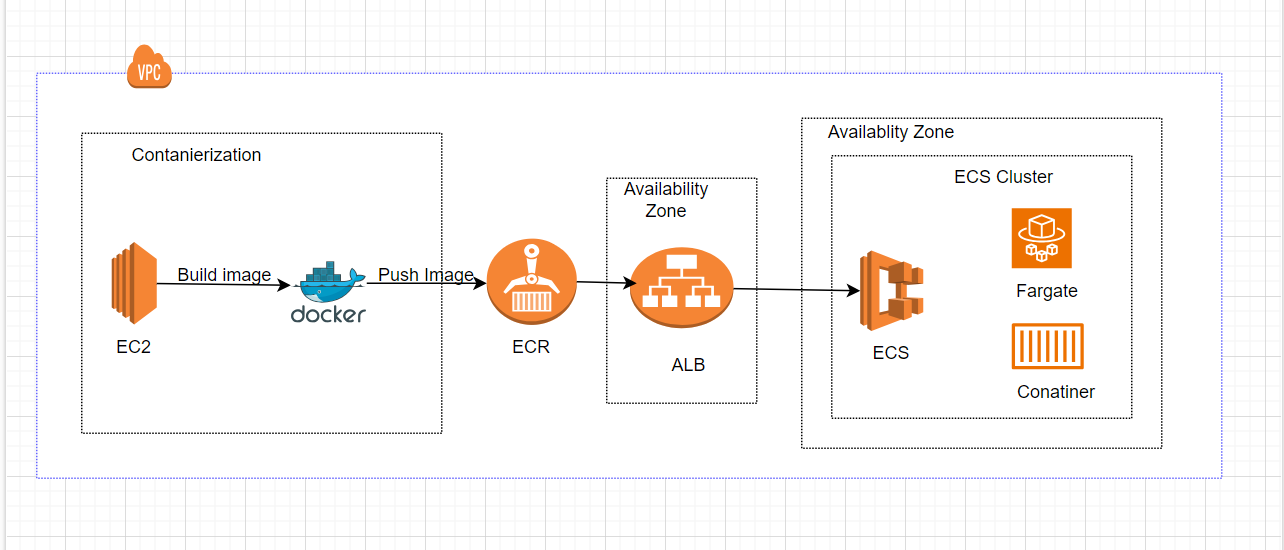 VPC
Contanierization
Availablity Zone
Availability
Zone
ECS Cluster
Build image
docker
Push Image
Fargate
EC2
ECR
ALB
ECS
Conatiner